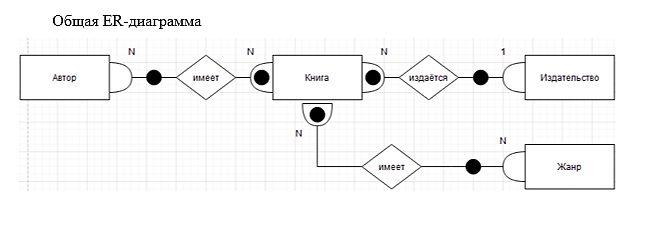 Общая ER-диаграмма
N N N 1
Автор имеет Книга издаётся Издательство
N N
имеет Жанр